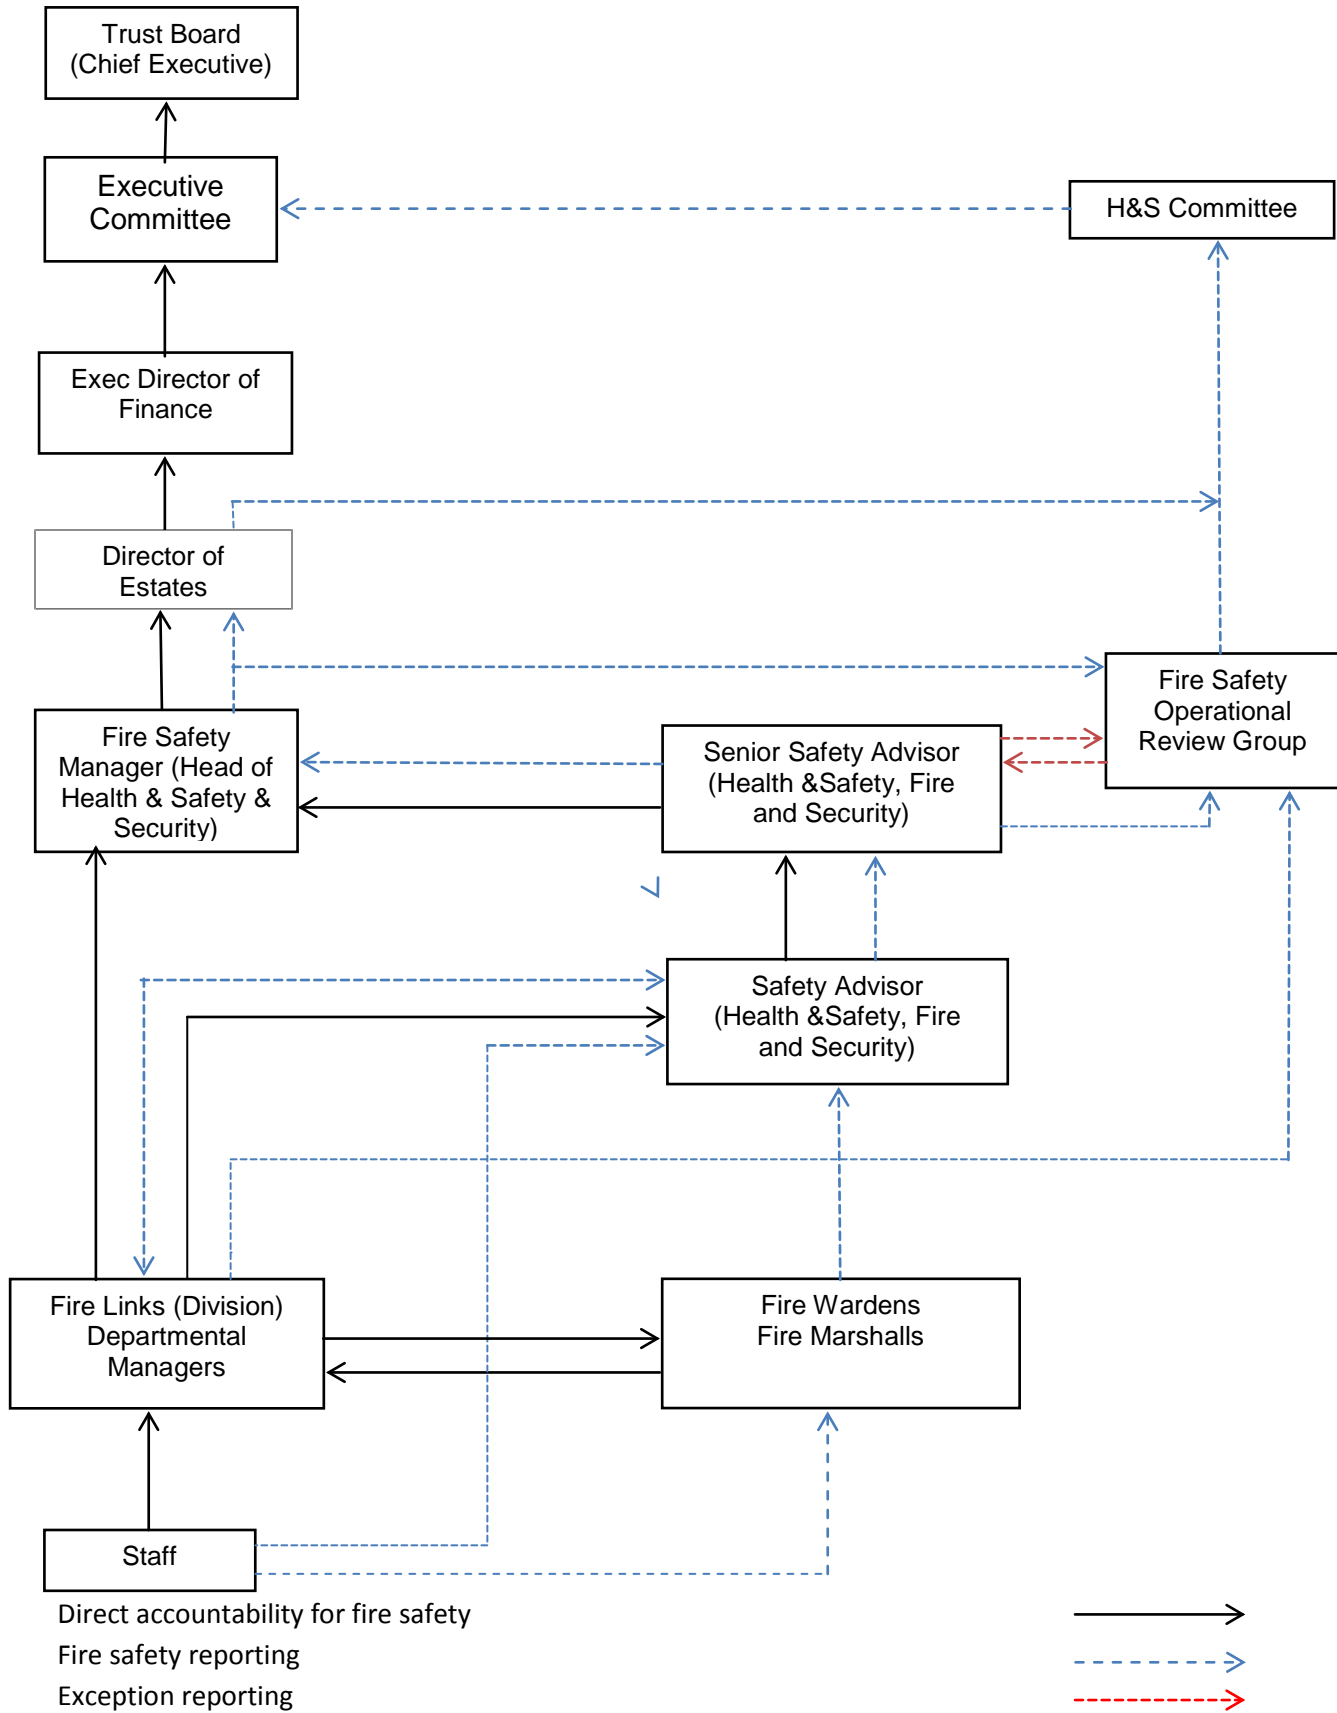 Trust Board
(Chief Executive)
Executive
Committee
H&S Committee
Exec Director of
Finance
Director of
Estates
Fire Safety
Operational
Review Group
Fire Safety
Manager (Head of
Health & Safety &
Security)
Senior Safety Advisor
(Health &Safety, Fire
and Security)
Safety Advisor
(Health &Safety, Fire
and Security)
Fire Links (Division)
Departmental
Managers
Fire Wardens
Fire Marshalls
Staff
Direct accountability for fire safety
Fire safety reporting
Exception reporting